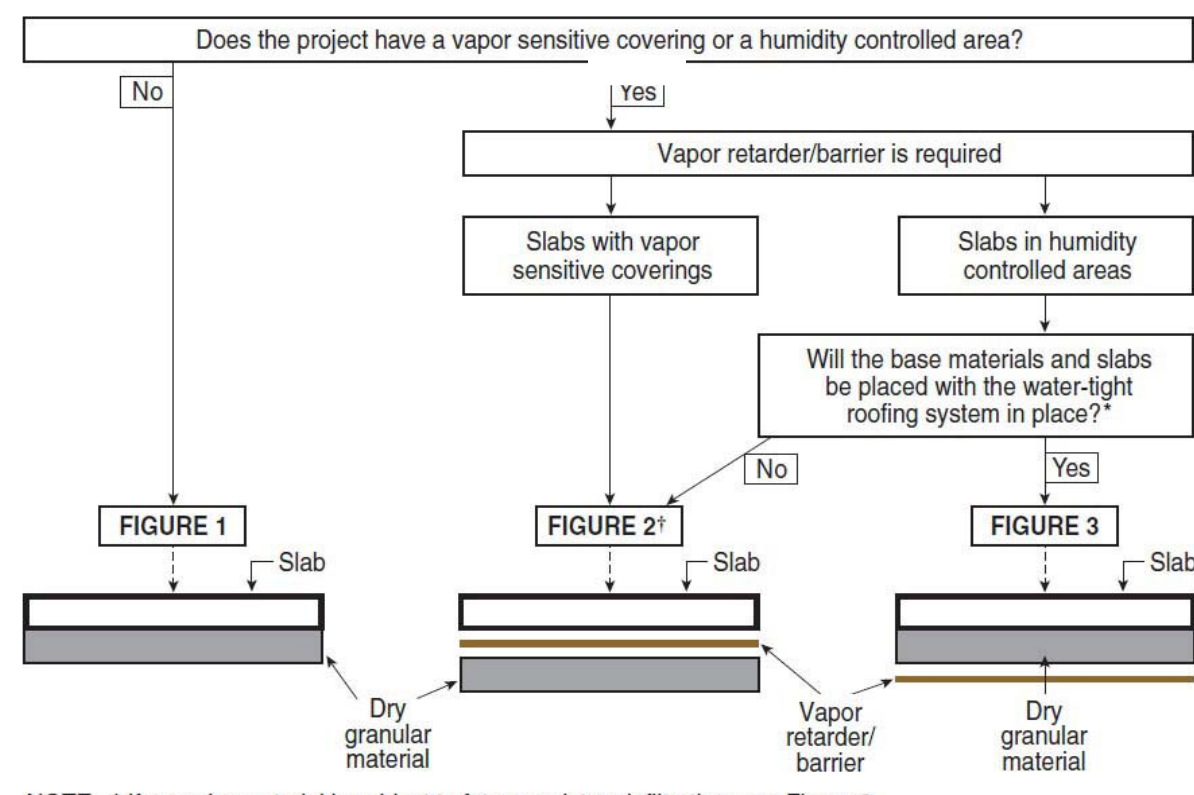 Does the project have a vapor sensitive covering or a humidity controlled area?
No
Yes
Vapor retarder/barrier is required
Slabs with vapor
sensitive coverings
Slabs in humidity
controlled areas
Will the base materials and slabs
be placed with the water-tight
roofing system in place?*
No
Yes
FIGURE 1
FIGURE 2†
FIGURE 3
Slab
Slab
Slab
Dry
granular
material
Vapor
retarder/
barrier
Dry
granular
material